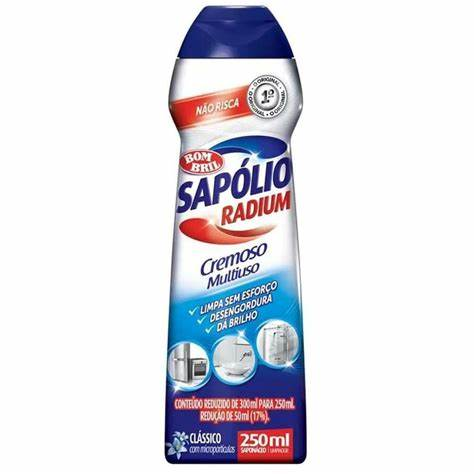 NÃO RISCA
O ORIGINAL
1º
BOM
BRIL
SAPÓLIO
RADIUM
Cremoso
Multiuso
LIMPA SEM ESFORÇO
DESENGORDURA
DÁ BRILHO
CONTEÚDO REDUZIDO DE 300ml PARA 250ml.
REDUÇÃO DE 50ml (17%).
CLÁSSICO
com micropartículas
250ml
SAPONÁCEO